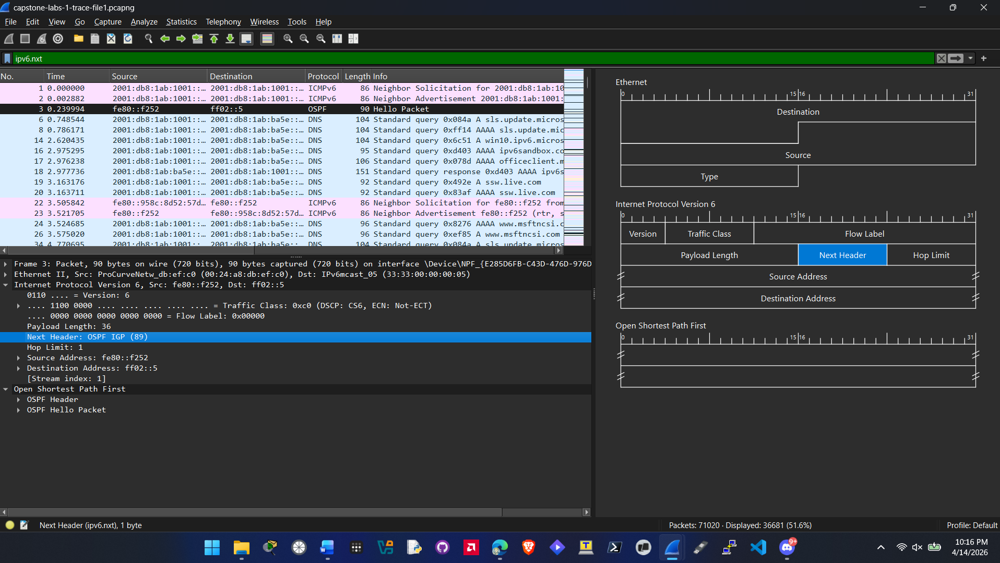 capstone-labs-1-trace-file1.pcapng
File Edit View Go Capture Analyze Statistics Telephony Wireless Tools Help
ipv6.nxt
No. Time Source Destination Protocol Length Info
1 0.000000 2001:db8:1ab:1001::… 2001:db8:1ab:1001::… ICMPv6 86 Neighbor Solicitation for 2001:db8:1ab:10
2 0.002882 2001:db8:1ab:1001::… 2001:db8:1ab:1001::… ICMPv6 86 Neighbor Advertisement 2001:db8:1ab:1001:
3 0.239994 fe80::f252 ff02::5 OSPF 90 Hello Packet
6 0.748544 2001:db8:1ab:1001::… 2001:db8:1ab:ba5e::… DNS 104 Standard query 0x084a A sls.update.micros
8 0.786171 2001:db8:1ab:1001::… 2001:db8:1ab:ba5e::… DNS 104 Standard query 0xff14 AAAA sls.update.mic
14 2.620435 2001:db8:1ab:1001::… 2001:db8:1ab:ba5e::… DNS 104 Standard query 0x6c51 A win10.ipv6.micros
16 2.975295 2001:db8:1ab:1001::… 2001:db8:1ab:ba5e::… DNS 95 Standard query 0xd403 AAAA ipv6sandbox.co
17 2.976238 2001:db8:1ab:1001::… 2001:db8:1ab:ba5e::… DNS 106 Standard query 0x078d AAAA officeclient.m
18 2.977736 2001:db8:1ab:ba5e::… 2001:db8:1ab:1001::… DNS 151 Standard query response 0xd403 AAAA ipv6s
19 3.163176 2001:db8:1ab:1001::… 2001:db8:1ab:ba5e::… DNS 92 Standard query 0x492e A ssw.live.com
20 3.163711 2001:db8:1ab:1001::… 2001:db8:1ab:ba5e::… DNS 92 Standard query 0x83af AAAA ssw.live.com
22 3.505842 fe80::958c:8d52:57d… fe80::f252 ICMPv6 86 Neighbor Solicitation for fe80::f252 from
23 3.521705 fe80::f252 fe80::958c:8d52:57d… ICMPv6 86 Neighbor Advertisement fe80::f252 (rtr, s
24 3.524685 2001:db8:1ab:1001::… 2001:db8:1ab:ba5e::… DNS 96 Standard query 0x8276 AAAA www.msftncsi.c
26 3.575020 2001:db8:1ab:1001::… 2001:db8:1ab:ba5e::… DNS 96 Standard query 0xef85 A www.msftncsi.com
34 4.770695 2001:db8:1ab:1001:: 2001:db8:1ab:ba5e:: DNS 104 Standard query 0x084a A sls.update.micros
Frame 3: Packet, 90 bytes on wire (720 bits), 90 bytes captured (720 bits) on interface \Device\NPF_{E285D6FB-C43D-476D-976D
Ethernet II, Src: ProCurveNetw_db:ef:c0 (00:24:a8:db:ef:c0), Dst: IPv6mcast_05 (33:33:00:00:00:05)
Internet Protocol Version 6, Src: fe80::f252, Dst: ff02::5
0110 .... = Version: 6
.... 1100 0000 .... .... .... .... .... = Traffic Class: 0xc0 (DSCP: CS6, ECN: Not-ECT)
.... 0000 0000 0000 0000 0000 = Flow Label: 0x00000
Payload Length: 36
Next Header: OSPF IGP (89)
Hop Limit: 1
Source Address: fe80::f252
Destination Address: ff02::5
[Stream index: 1]
Open Shortest Path First
OSPF Header
OSPF Hello Packet
Ethernet
0 15 16 31
Destination
Source
Type
Internet Protocol Version 6
0 15 16 31
Version Traffic Class Flow Label
Payload Length Next Header Hop Limit
Source Address
Destination Address
Open Shortest Path First
0 15 16 31
Next Header (ipv6.nxt), 1 byte
Packets: 71020 · Displayed: 36681 (51.6%)
Profile: Default
9+
10:16 PM
4/14/2026